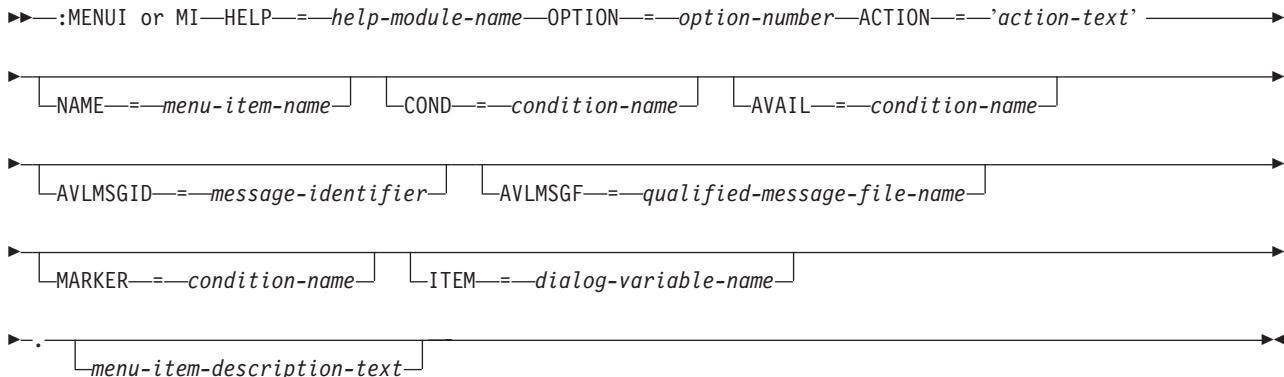 :MENUI or MI HELP = help-module-name OPTION = option-number ACTION = 'action-text'
NAME = menu-item-name COND = condition-name AVAIL = condition-name
AVLMSGID = message-identifier AVLMSGF = qualified-message-file-name
MARKER = condition-name ITEM = dialog-variable-name
.
menu-item-description-text